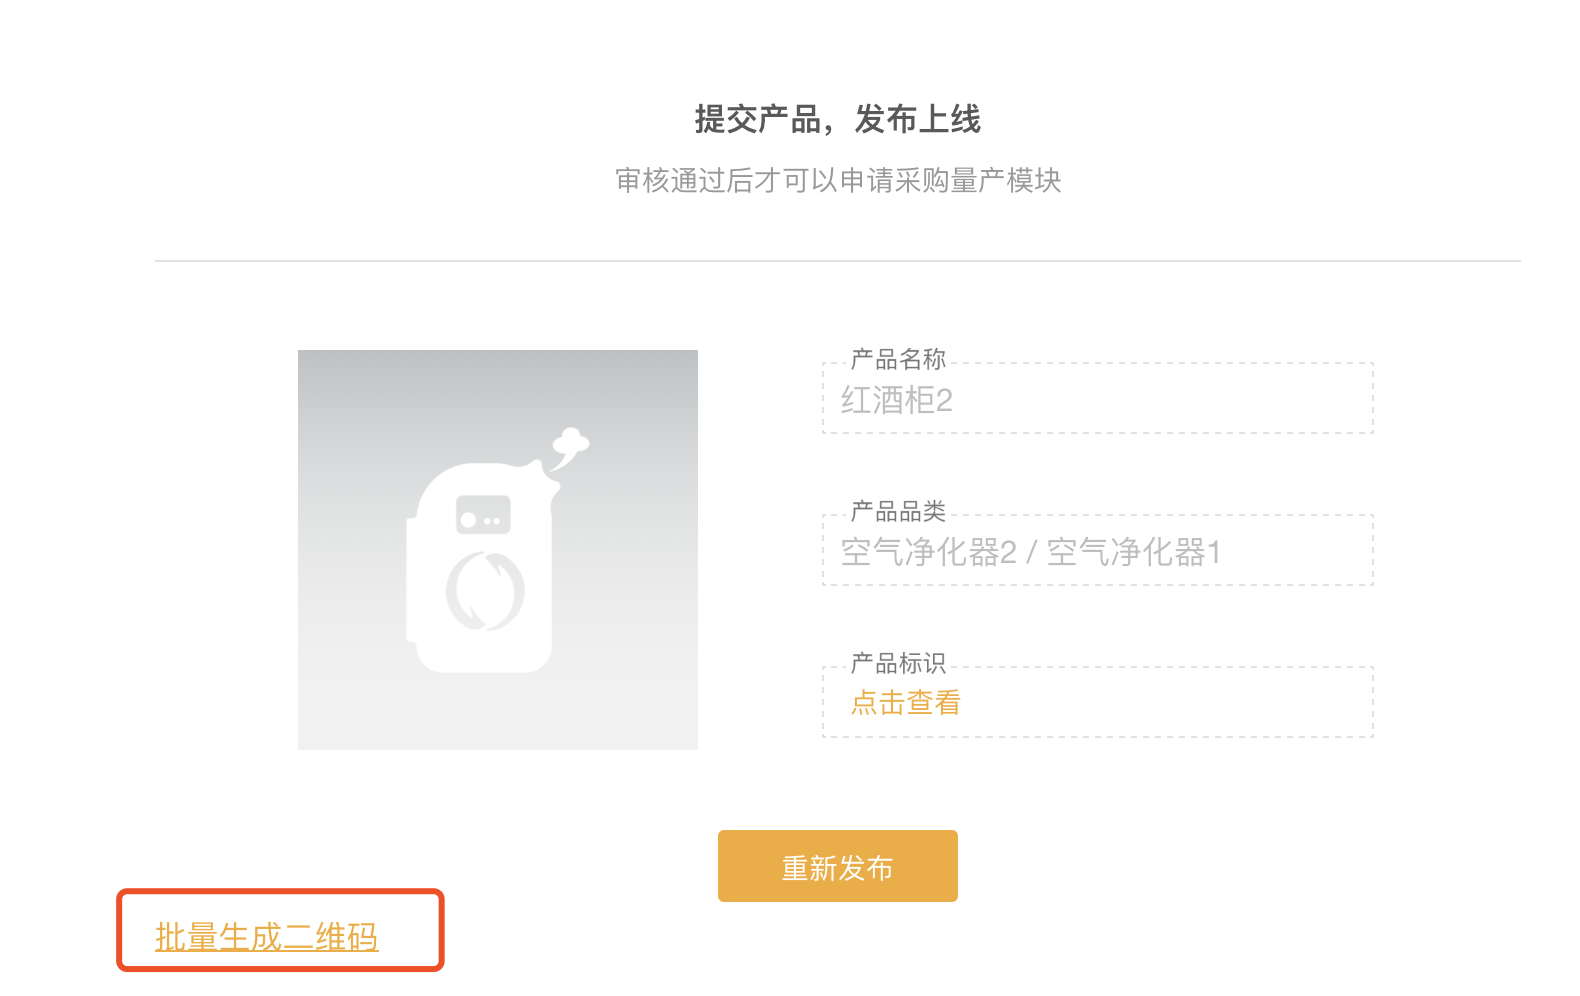 提交产品，发布上线
审核通过后才可以申请采购量产模块
产品名称
红酒柜2
产品品类
空气净化器2 / 空气净化器1
产品标识
点击查看
重新发布
批量生成二维码